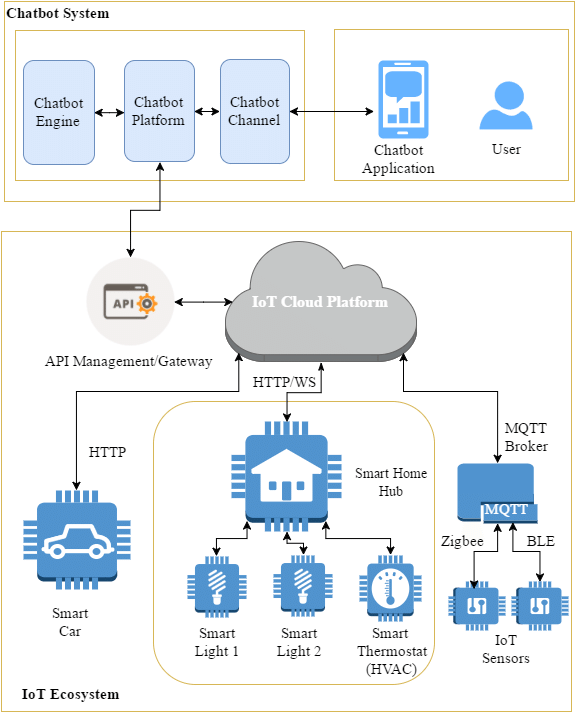 Chatbot System
Chatbot
Engine
Chatbot
Platform
Chatbot
Channel
Chatbot
Application
User
API
IoT Cloud Platform
API Management/Gateway
HTTP/WS
HTTP
MQTT
Broker
Smart Home
Hub
MQTT
Zigbee
BLE
Smart
Car
Smart
Light 1
Smart
Light 2
Smart
Thermostat
(HVAC)
IoT
Sensors
IoT Ecosystem